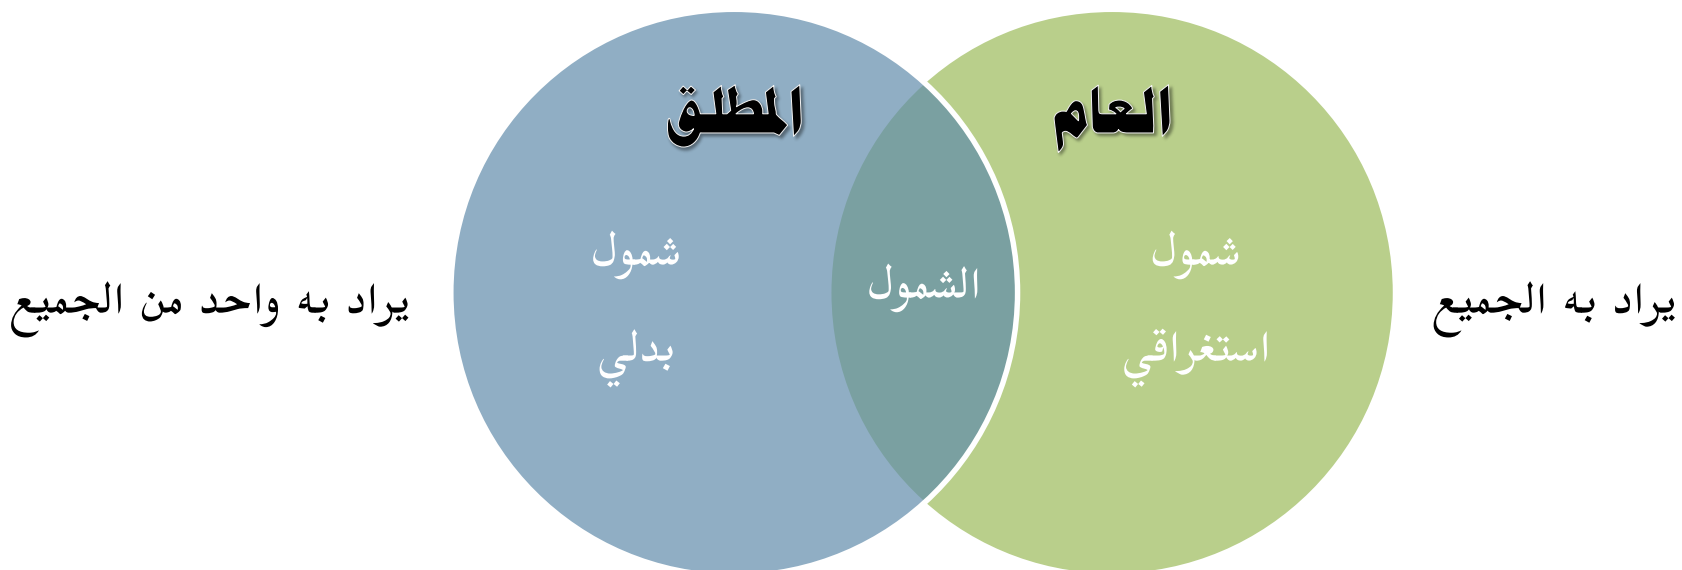 العام
المطلق
شمول
استغراقي
الشمول
شمول
بدلي
يراد به الجميع
يراد به واحد من الجميع